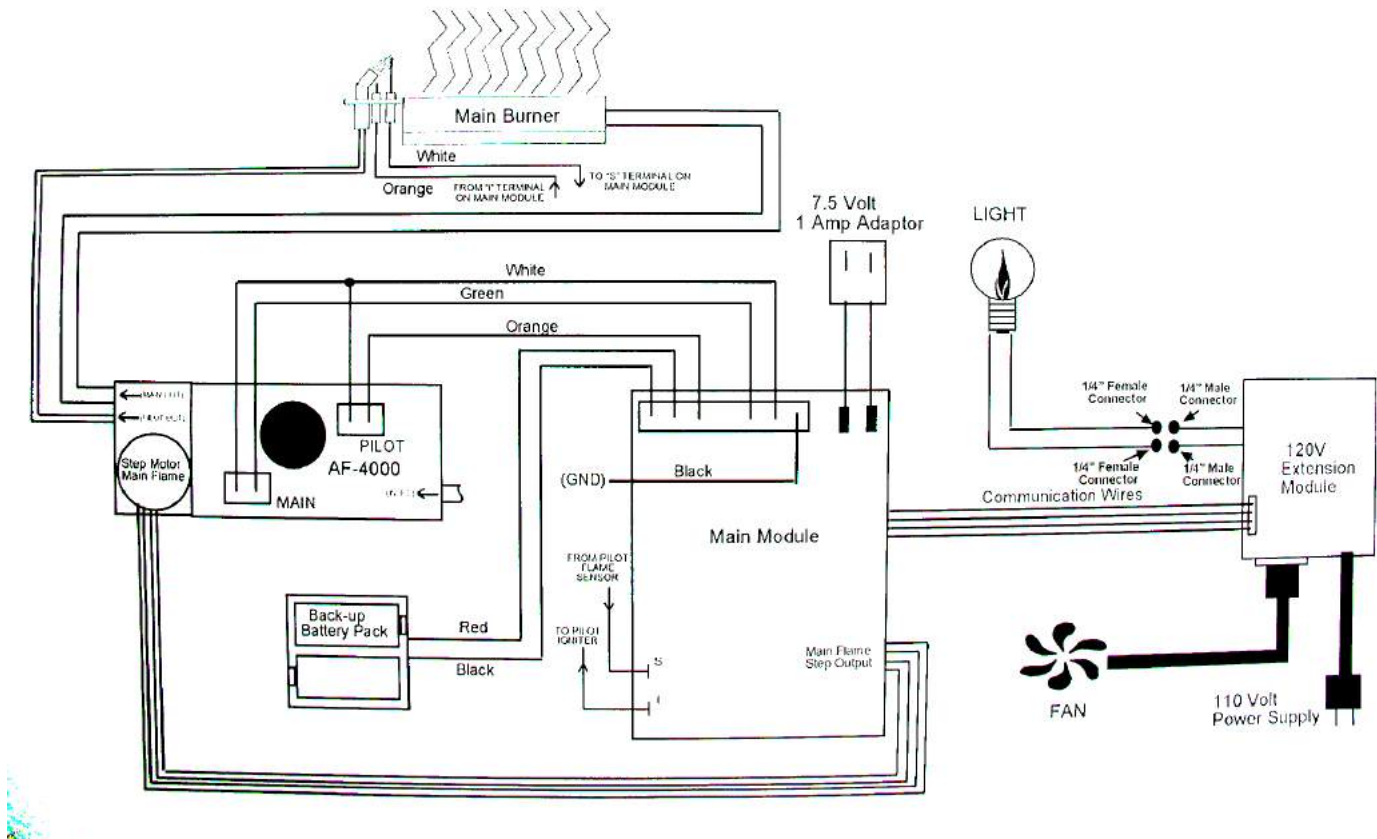 Main Burner
White
Orange
FROM "I" TERMINAL
ON MAIN MODULE
TO "S" TERMINAL ON
MAIN MODULE
7.5 Volt
1 Amp Adaptor
LIGHT
White
Green
Orange
PILOT
AF-4000
MAIN
Step Motor
Main Flame
(GND)
Black
Main Module
1/4" Female
Connector
1/4" Male
Connector
1/4" Female
Connector
1/4" Male
Connector
Communication Wires
120V
Extension
Module
FROM PILOT
FLAME
SENSOR
TO PILOT
IGNITER
S
I
Main Flame
Step Output
Back-up
Battery Pack
Red
Black
FAN
110 Volt
Power Supply